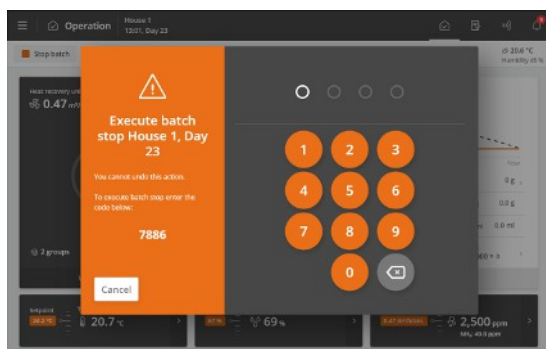 Operation
House 1
12:01, Day 23
Stop batch
20.6 °C
Humidity 45 %
Heat recovery unit
0.47
Execute batch
stop House 1, Day
23
You cannot undo this action.
To execute batch stop enter the
code below:
7886
Cancel
1 2 3
4 5 6
7 8 9
0
0 g
0.0 g
0.0 ml
2 groups
Setpoint
20.7 °C
69 %
2,500 ppm